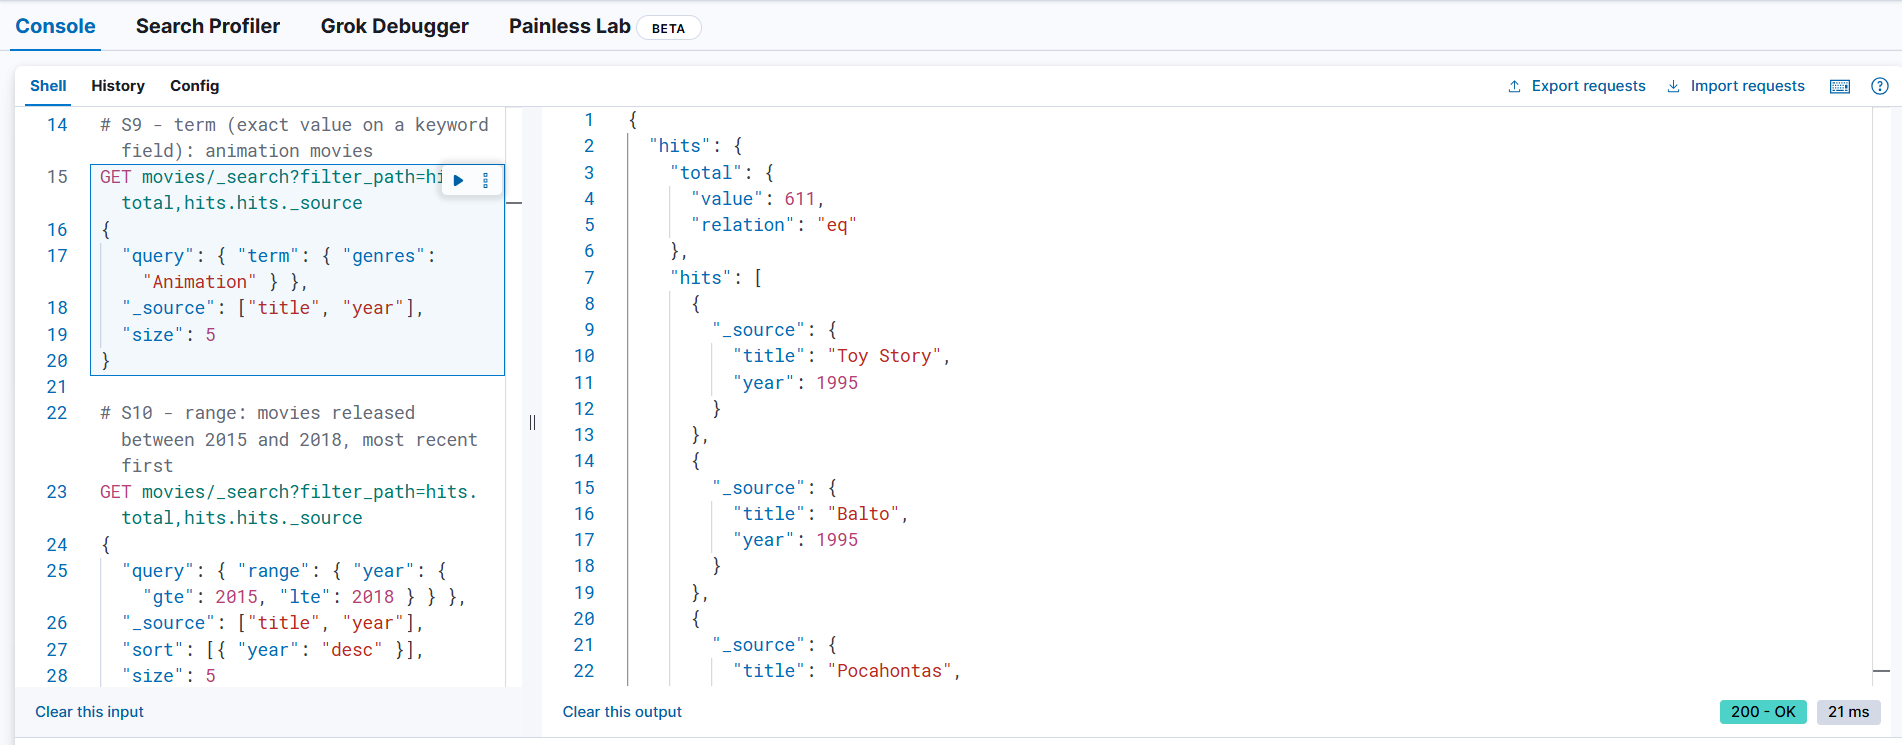 Console Search Profiler Grok Debugger Painless Lab BETA
Shell History Config Export requests Import requests
14 # S9 - term (exact value on a keyword
field): animation movies
15 GET movies/_search?filter_path=hi
total,hits.hits._source
16 {
17 "query": { "term": { "genres":
"Animation" } },
18 "_source": ["title", "year"],
19 "size": 5
20 }
21
22 # S10 - range: movies released
between 2015 and 2018, most recent
first
23 GET movies/_search?filter_path=hits.
total,hits.hits._source
24 {
25 "query": { "range": { "year": {
"gte": 2015, "lte": 2018 } } },
26 "_source": ["title", "year"],
27 "sort": [{ "year": "desc" }],
28 "size": 5
Clear this input
1 {
2 "hits": {
3 "total": {
4 "value": 611,
5 "relation": "eq"
6 },
7 "hits": [
8 {
9 "_source": {
10 "title": "Toy Story",
11 "year": 1995
12 }
13 },
14 {
15 "_source": {
16 "title": "Balto",
17 "year": 1995
18 }
19 },
20 {
21 "_source": {
22 "title": "Pocahontas",
Clear this output
200 - OK 21 ms